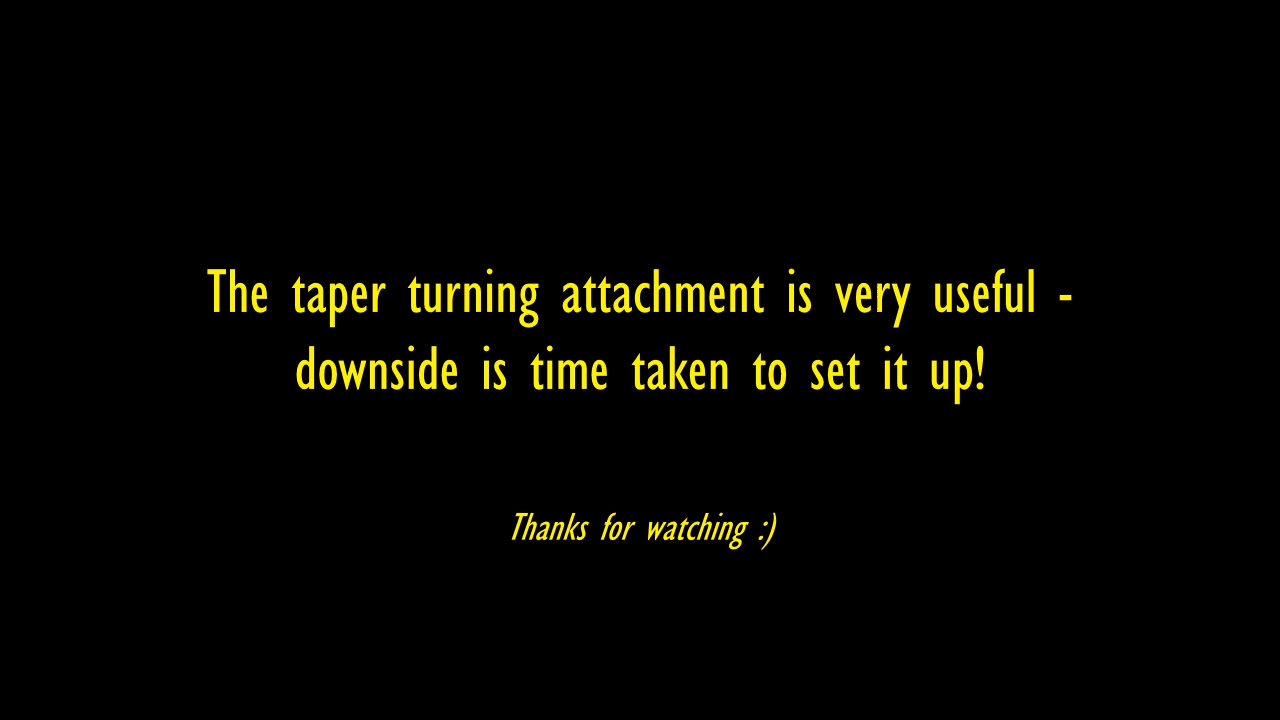 The taper turning attachment is very useful -
downside is time taken to set it up!
Thanks for watching :)